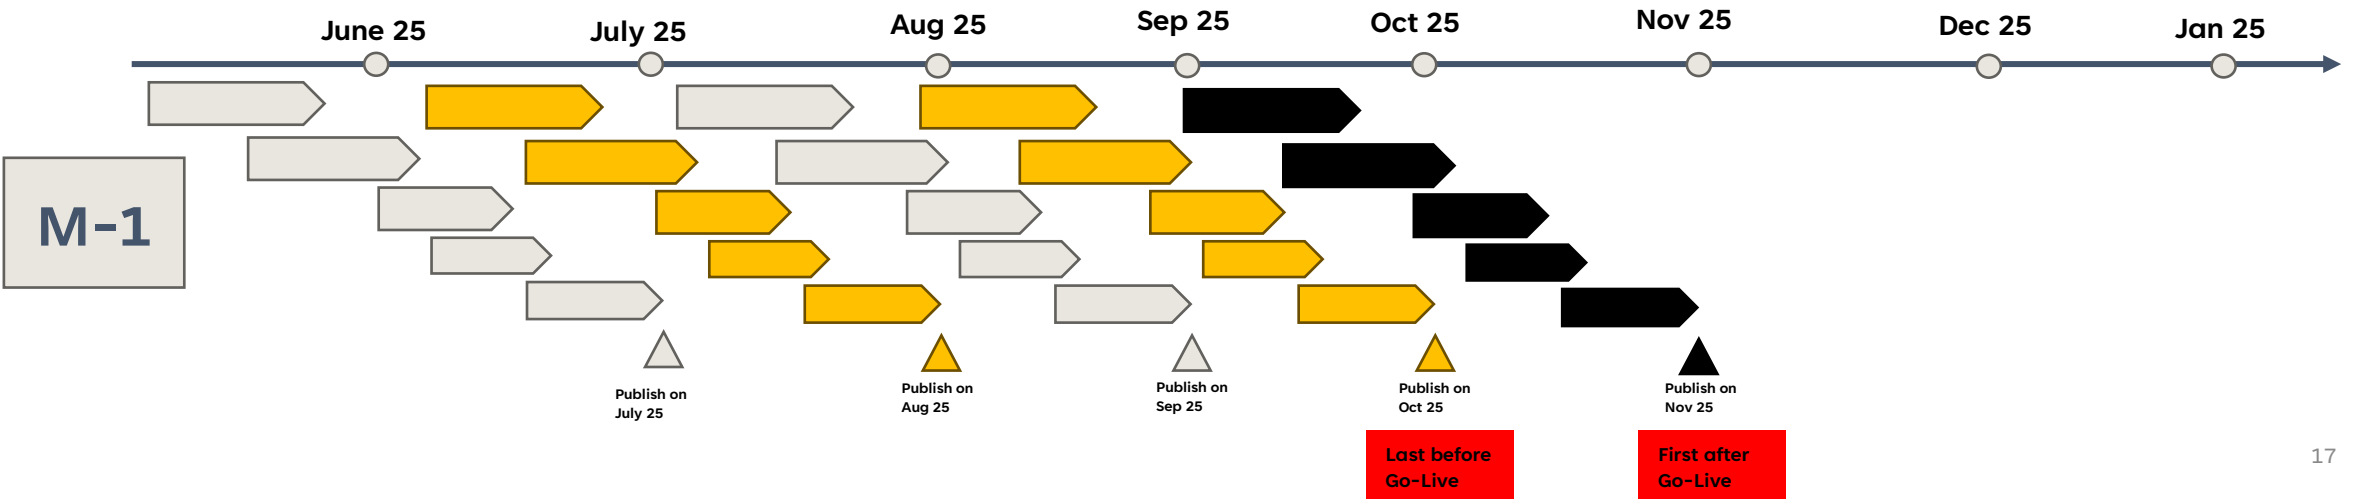 June 25
July 25
Aug 25
Sep 25
Oct 25
Nov 25
Dec 25
Jan 25
M-1
Publish on
July 25
Publish on
Aug 25
Publish on
Sep 25
Publish on
Oct 25
Publish on
Nov 25
Last before
Go-Live
First after
Go-Live
17